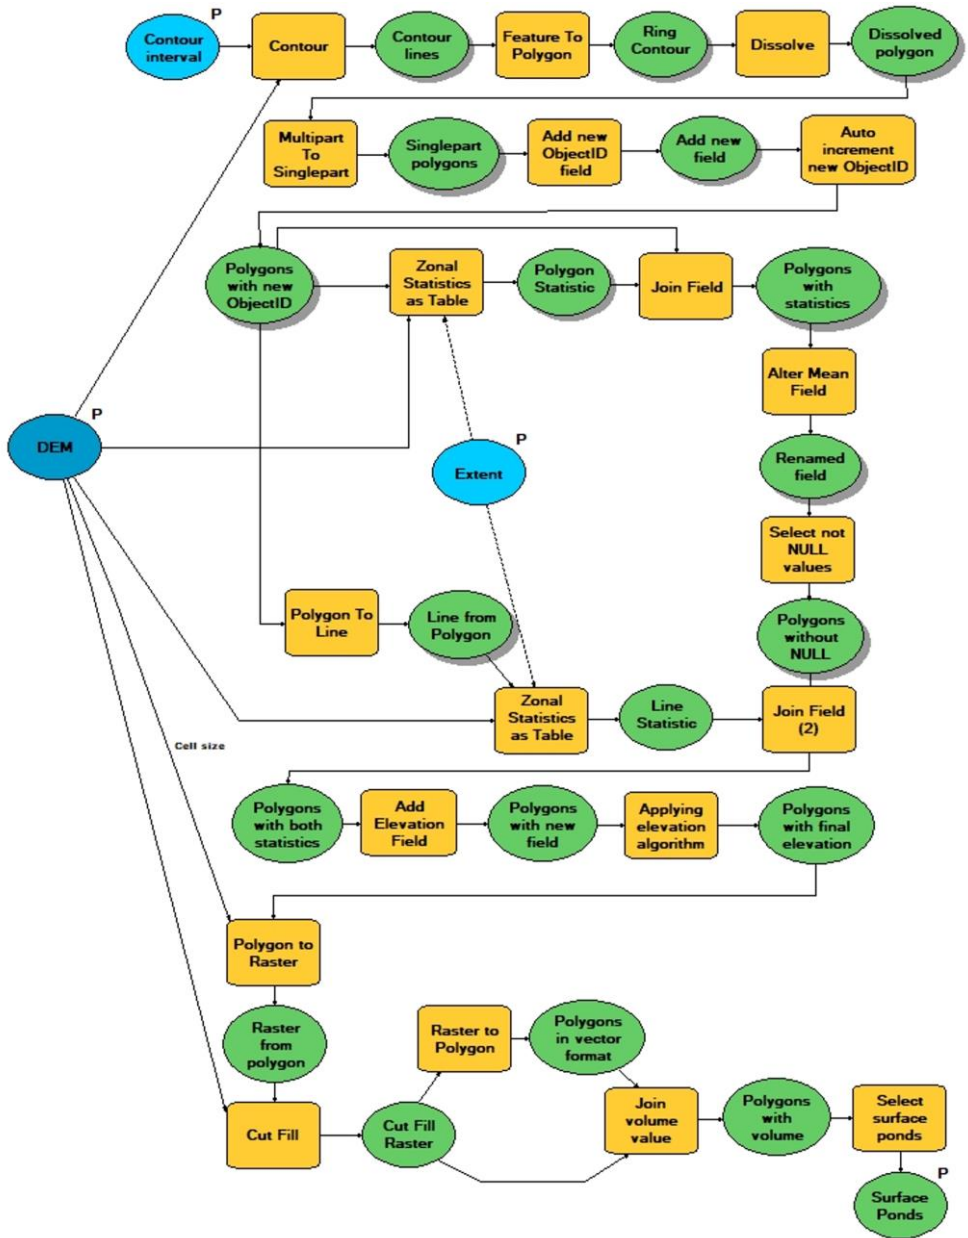 P
Contour
interval
Contour
Contour
lines
Feature To
Polygon
Ring
Contour
Dissolve
Dissolved
polygon
Multipart
To
Singlepart
Singlepart
polygons
Add new
ObjectID
field
Add new
field
Auto
increment
new ObjectID
Polygons
with new
ObjectID
Zonal
Statistics
as Table
Polygon
Statistic
Join Field
Polygons
with
statistics
Alter Mean
Field
P
DEM
P
Extent
Renamed
field
Select not
NULL
values
Polygon To
Line
Line from
Polygon
Polygons
without
NULL
Zonal
Statistics
as Table
Line
Statistic
Join Field
(2)
Cell size
Polygons
with both
statistics
Add
Elevation
Field
Polygons
with new
field
Applying
elevation
algorithm
Polygons
with final
elevation
Polygon to
Raster
Raster
from
polygon
Raster to
Polygon
Polygons
in vector
format
Cut Fill
Cut Fill
Raster
Join
volume
value
Polygons
with
volume
Select
surface
ponds
P
Surface
Ponds